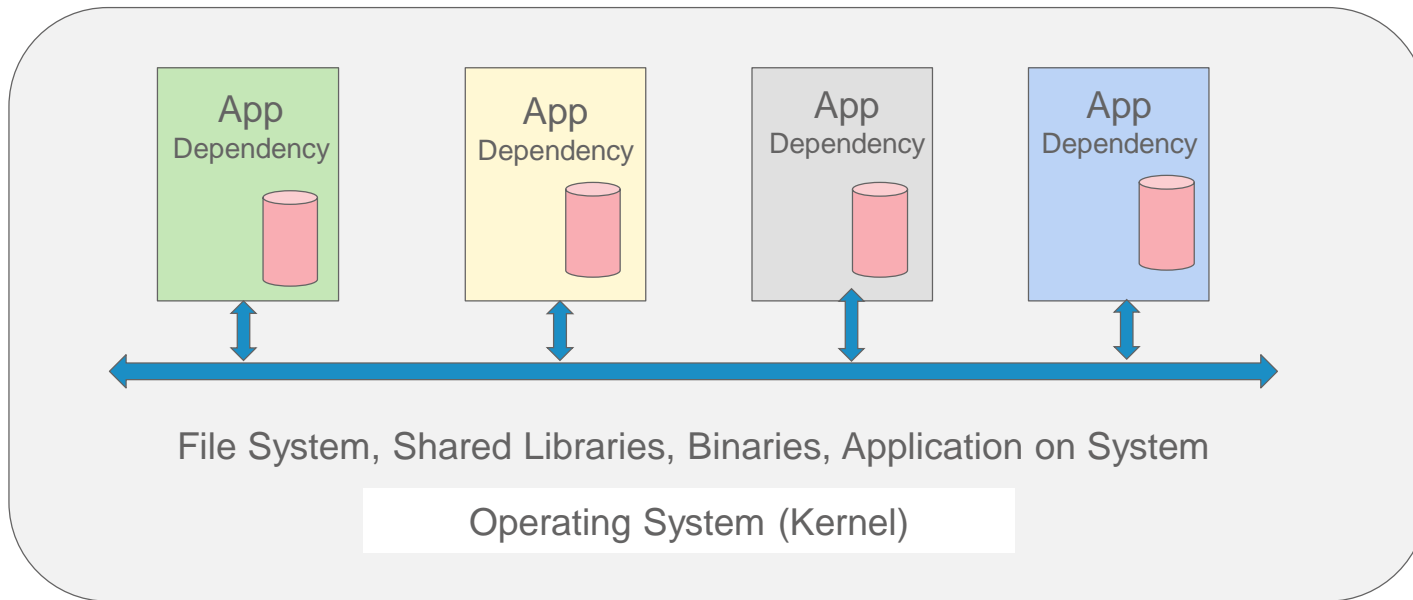 App
Dependency
App
Dependency
App
Dependency
App
Dependency
File System, Shared Libraries, Binaries, Application on System
Operating System (Kernel)